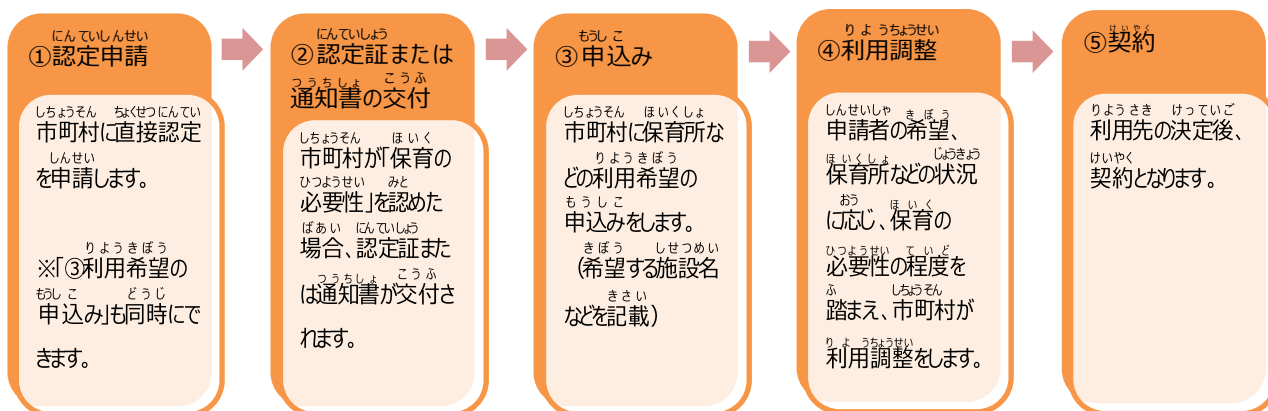 にんていしんせい
①認定申請
しちょうそん ちょくせつにんてい
市町村に直接認定
しんせい
を申請します。
りようきぼう
※「③利用希望の
もうしこ どうじ
申込み」も同時にで
きます。
にんていしょう
②認定証または
つうちしょ こうふ
通知書の交付
しちょうそん ほいく
市町村が「保育の
ひつようせい みと
必要性」を認めた
ばあい にんていしょう
場合、認定証また
つうちしょ こうふ
は通知書が交付さ
れます。
もうしこ
③申込み
しちょうそん ほいくしょ
市町村に保育所な
りようきぼう
どの利用希望の
もうしこ
申込みをします。
きぼう しせつめい
（希望する施設名
きさい
などを記載）
りようちょうせい
④利用調整
しんせいしゃ きぼう
申請者の希望、
ほいくしょ じょうきょう
保育所などの状況
おう ほいく
に応じ、保育の
ひつようせい ていど
必要性の程度を
ふ しちょうそん
踏まえ、市町村が
りようちょうせい
利用調整をします。
けいやく
⑤契約
りようさき けっていご
利用先の決定後、
けいやく
契約となります。